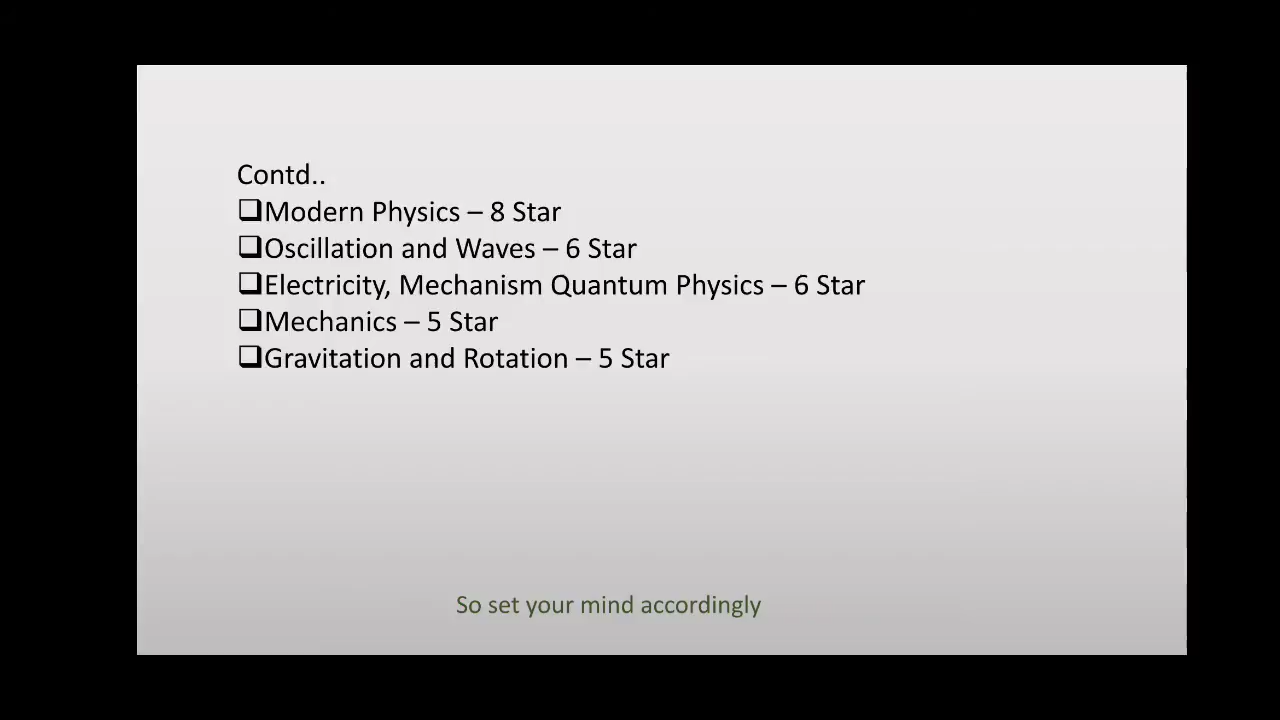 Contd..
❑Modern Physics – 8 Star
❑Oscillation and Waves – 6 Star
❑Electricity, Mechanism Quantum Physics – 6 Star
❑Mechanics – 5 Star
❑Gravitation and Rotation – 5 Star
So set your mind accordingly